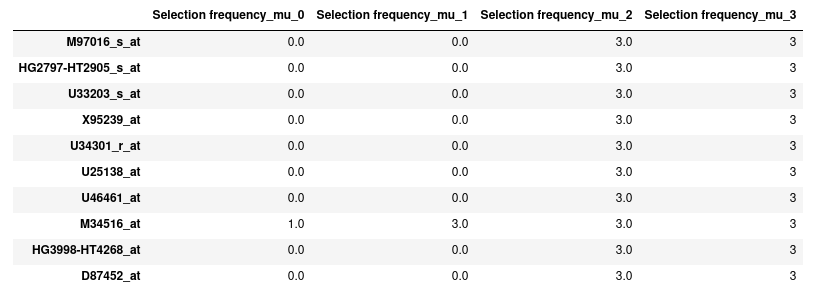 Selection frequency_mu_0 Selection frequency_mu_1 Selection frequency_mu_2 Selection frequency_mu_3
M97016_s_at 0.0 0.0 3.0 3
HG2797-HT2905_s_at 0.0 0.0 3.0 3
U33203_s_at 0.0 0.0 3.0 3
X95239_at 0.0 0.0 3.0 3
U34301_r_at 0.0 0.0 3.0 3
U25138_at 0.0 0.0 3.0 3
U46461_at 0.0 0.0 3.0 3
M34516_at 1.0 3.0 3.0 3
HG3998-HT4268_at 0.0 0.0 3.0 3
D87452_at 0.0 0.0 3.0 3